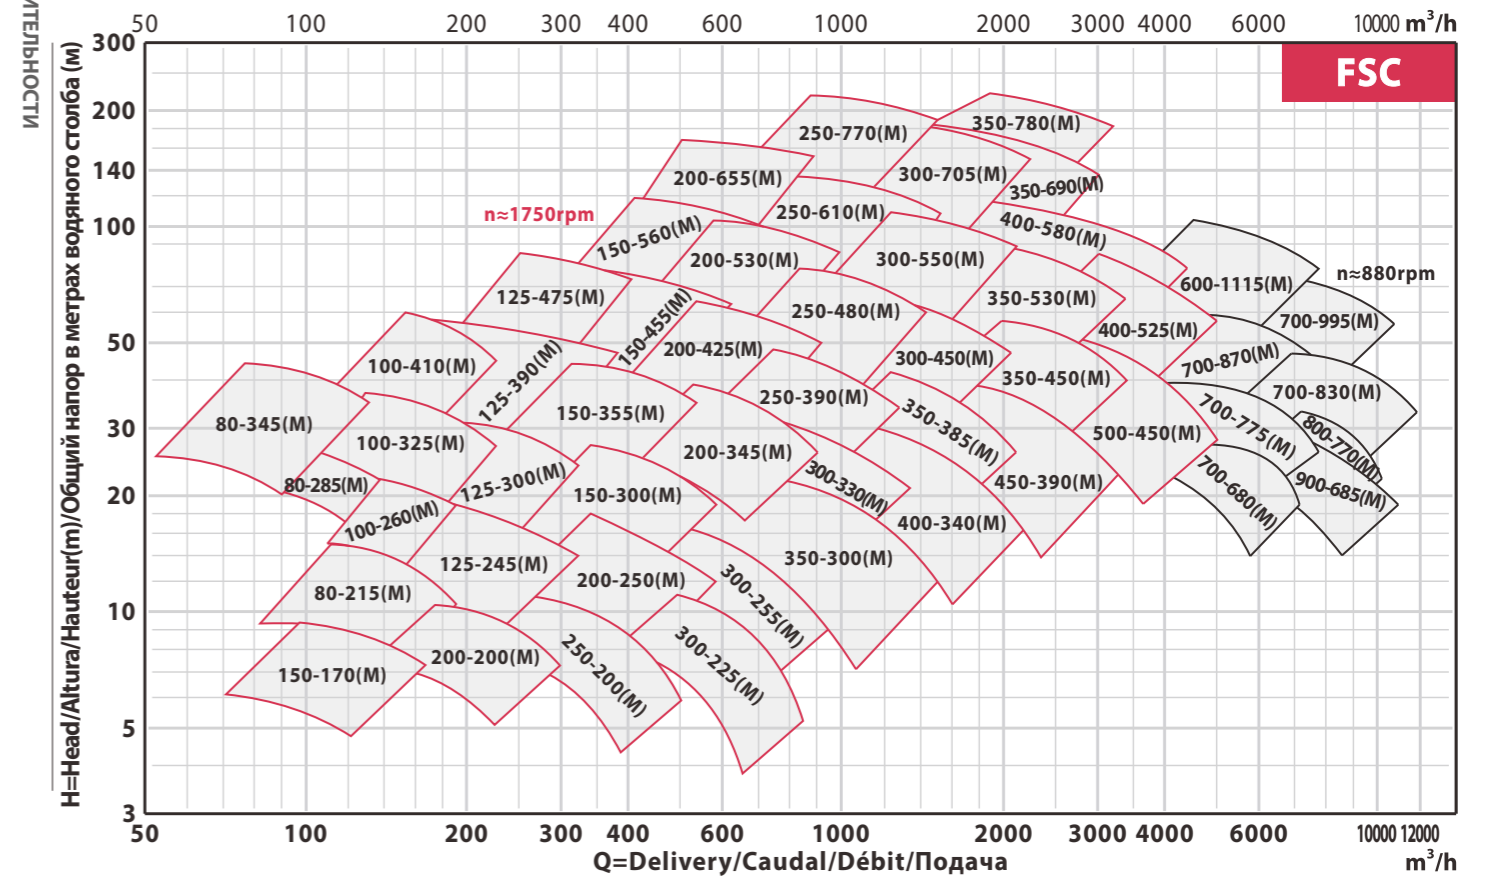 ИТЕЛЬНОСТИ
H=Head/Altura/Hauteur(m)/Общий напор в метрах водяного столба (м)
50 100 200 300 400 600 1000 2000 3000 4000 6000 10000 m³/h
300
200
140
100
50
30
20
10
5
3
FSC
n≈1750rpm
n≈880rpm
350-780(M)
250-770(M)
300-705(M)
200-655(M)
350-690(M)
250-610(M)
400-580(M)
150-560(M)
200-530(M)
300-550(M)
600-1115(M)
125-475(M)
350-530(M)
250-480(M)
150-455(M)
700-995(M)
400-525(M)
200-425(M)
300-450(M)
700-870(M)
100-410(M)
125-390(M)
350-450(M)
700-830(M)
250-390(M)
150-355(M)
350-385(M)
700-775(M)
80-345(M)
500-450(M)
800-770(M)
100-325(M)
200-345(M)
125-300(M)
80-285(M)
300-330(M)
450-390(M)
700-680(M)
900-685(M)
150-300(M)
100-260(M)
400-340(M)
350-300(M)
125-245(M)
200-250(M)
80-215(M)
300-255(M)
200-200(M)
250-200(M)
300-225(M)
150-170(M)
50 100 200 300 400 600 1000 2000 3000 4000 6000 10000 12000
Q=Delivery/Caudal/Débit/Подача
m³/h